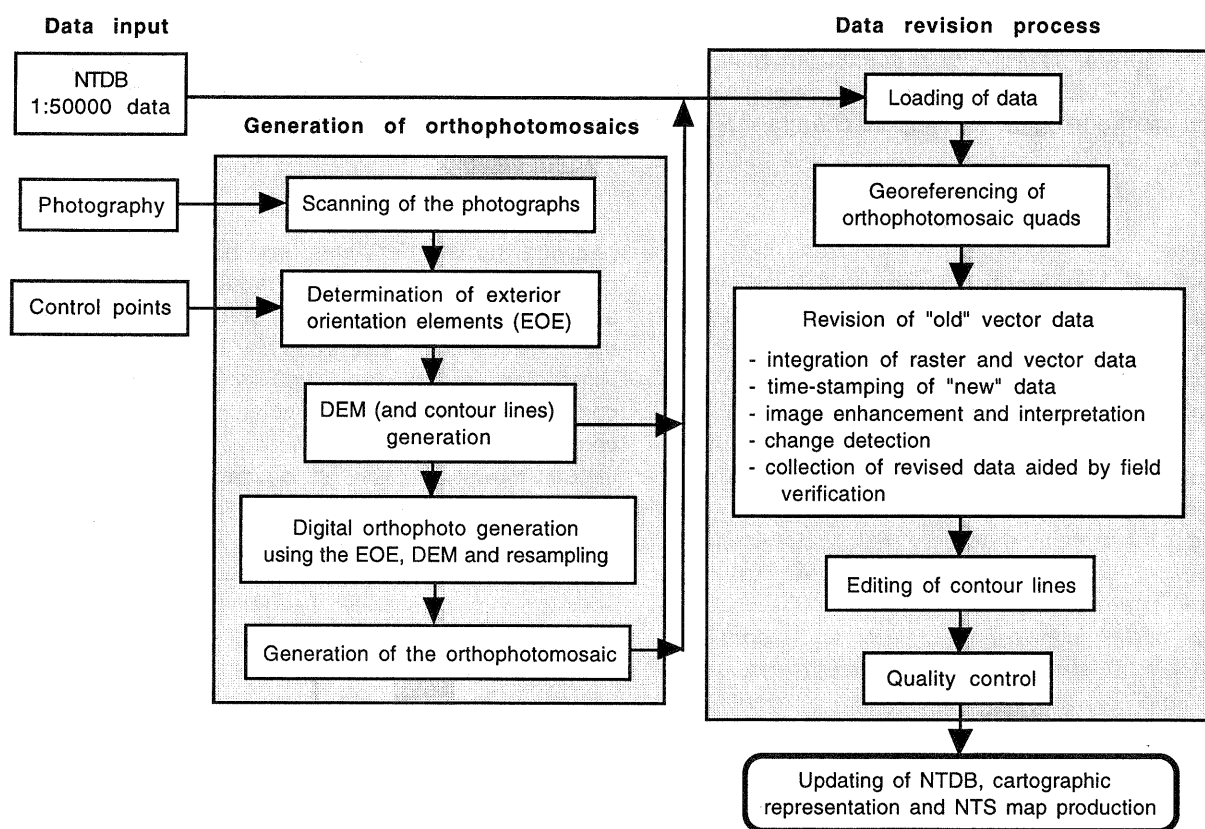 Data input
NTDB
1:50000 data
Photography
Control points
Generation of orthophotomosaics
Scanning of the photographs
Determination of exterior
orientation elements (EOE)
DEM (and contour lines)
generation
Digital orthophoto generation
using the EOE, DEM and resampling
Generation of the orthophotomosaic
Data revision process
Loading of data
Georeferencing of
orthophotomosaic quads
Revision of "old" vector data
- integration of raster and vector data
- time-stamping of "new" data
- image enhancement and interpretation
- change detection
- collection of revised data aided by field
verification
Editing of contour lines
Quality control
Updating of NTDB, cartographic
representation and NTS map production